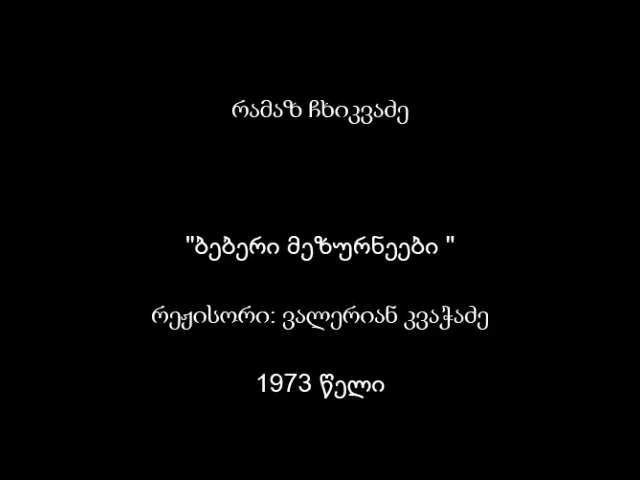 რამაზ ჩხიკვაძე
"ბებერი მეზურნეები "
რეჟისორი: ვალერიან კვაჭაძე
1973 წელი